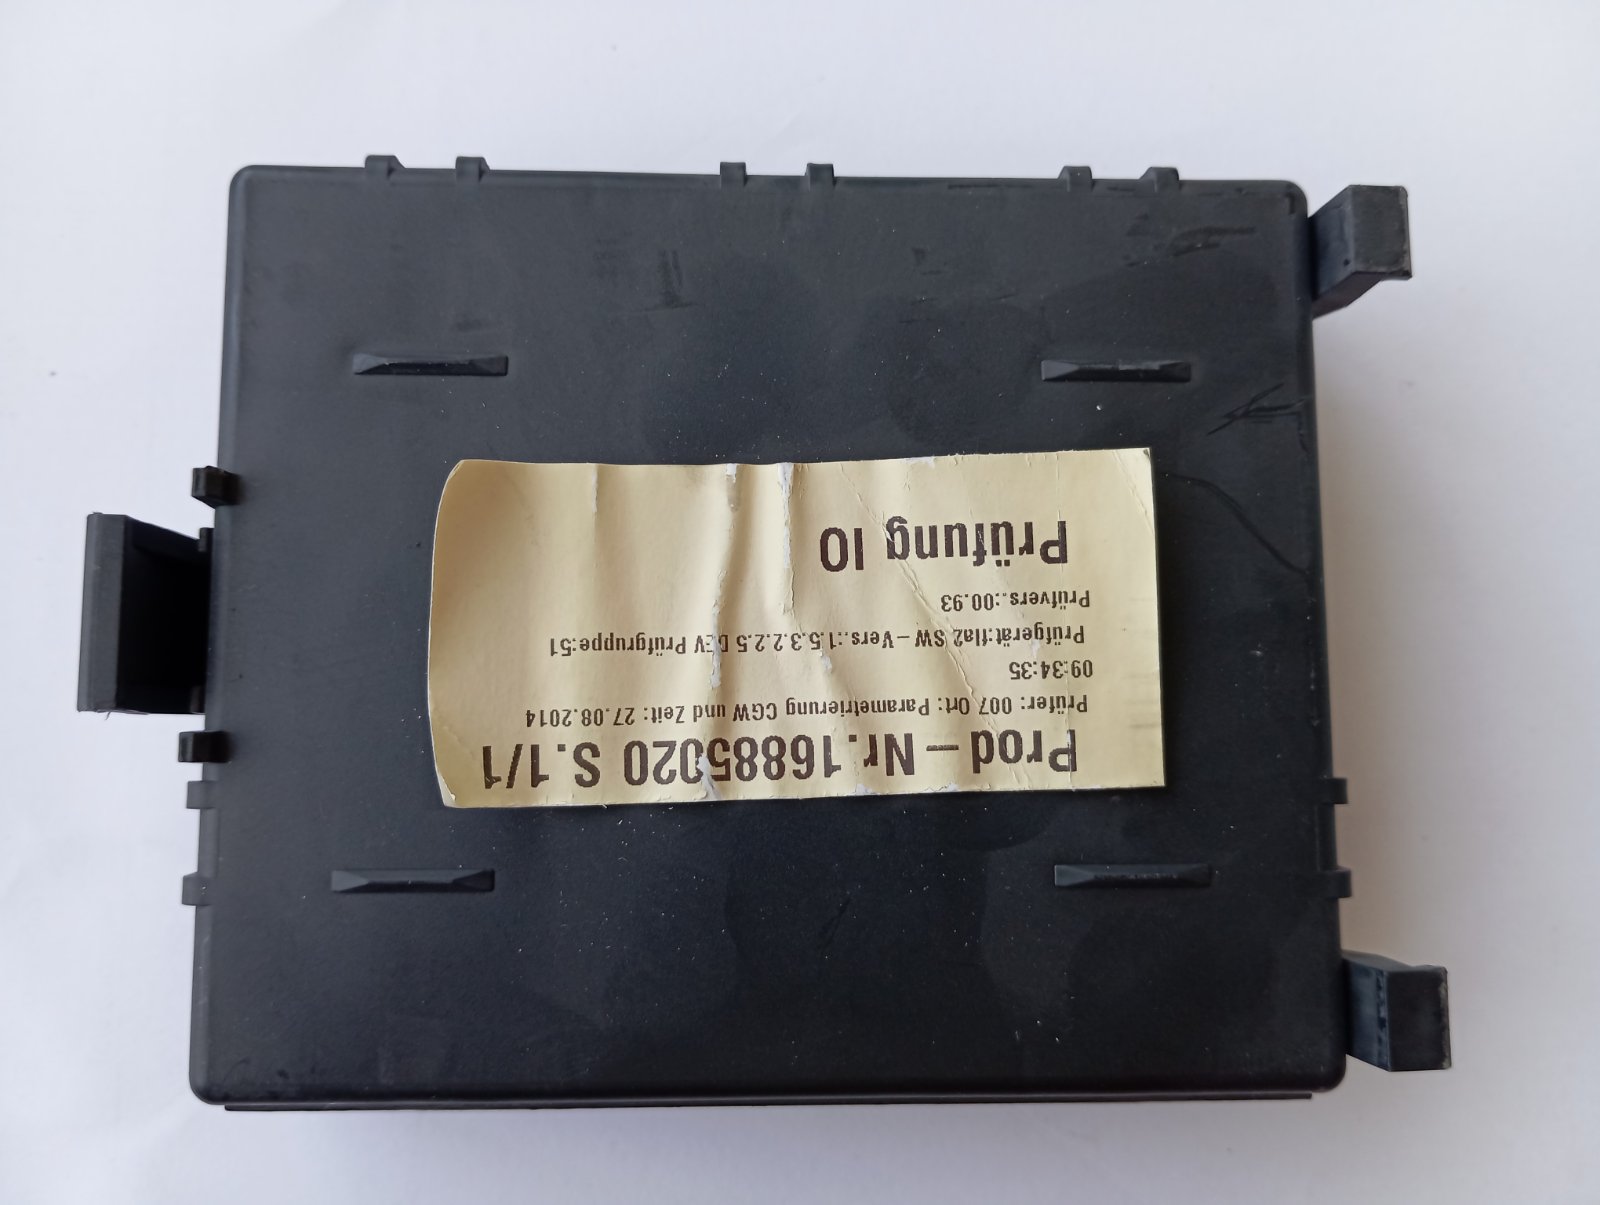 Prod-Nr.16885020 S.1/1
Prüfer: 007 Ort: Parametrierung CGW und Zeit: 27.08.2014
09:34:35
Prüfgerät:fla2 SW-Vers.:1.5.3.2.2.5 DEV Prüfgruppe:51
Prüfvers.:00.93
Prüfung IO